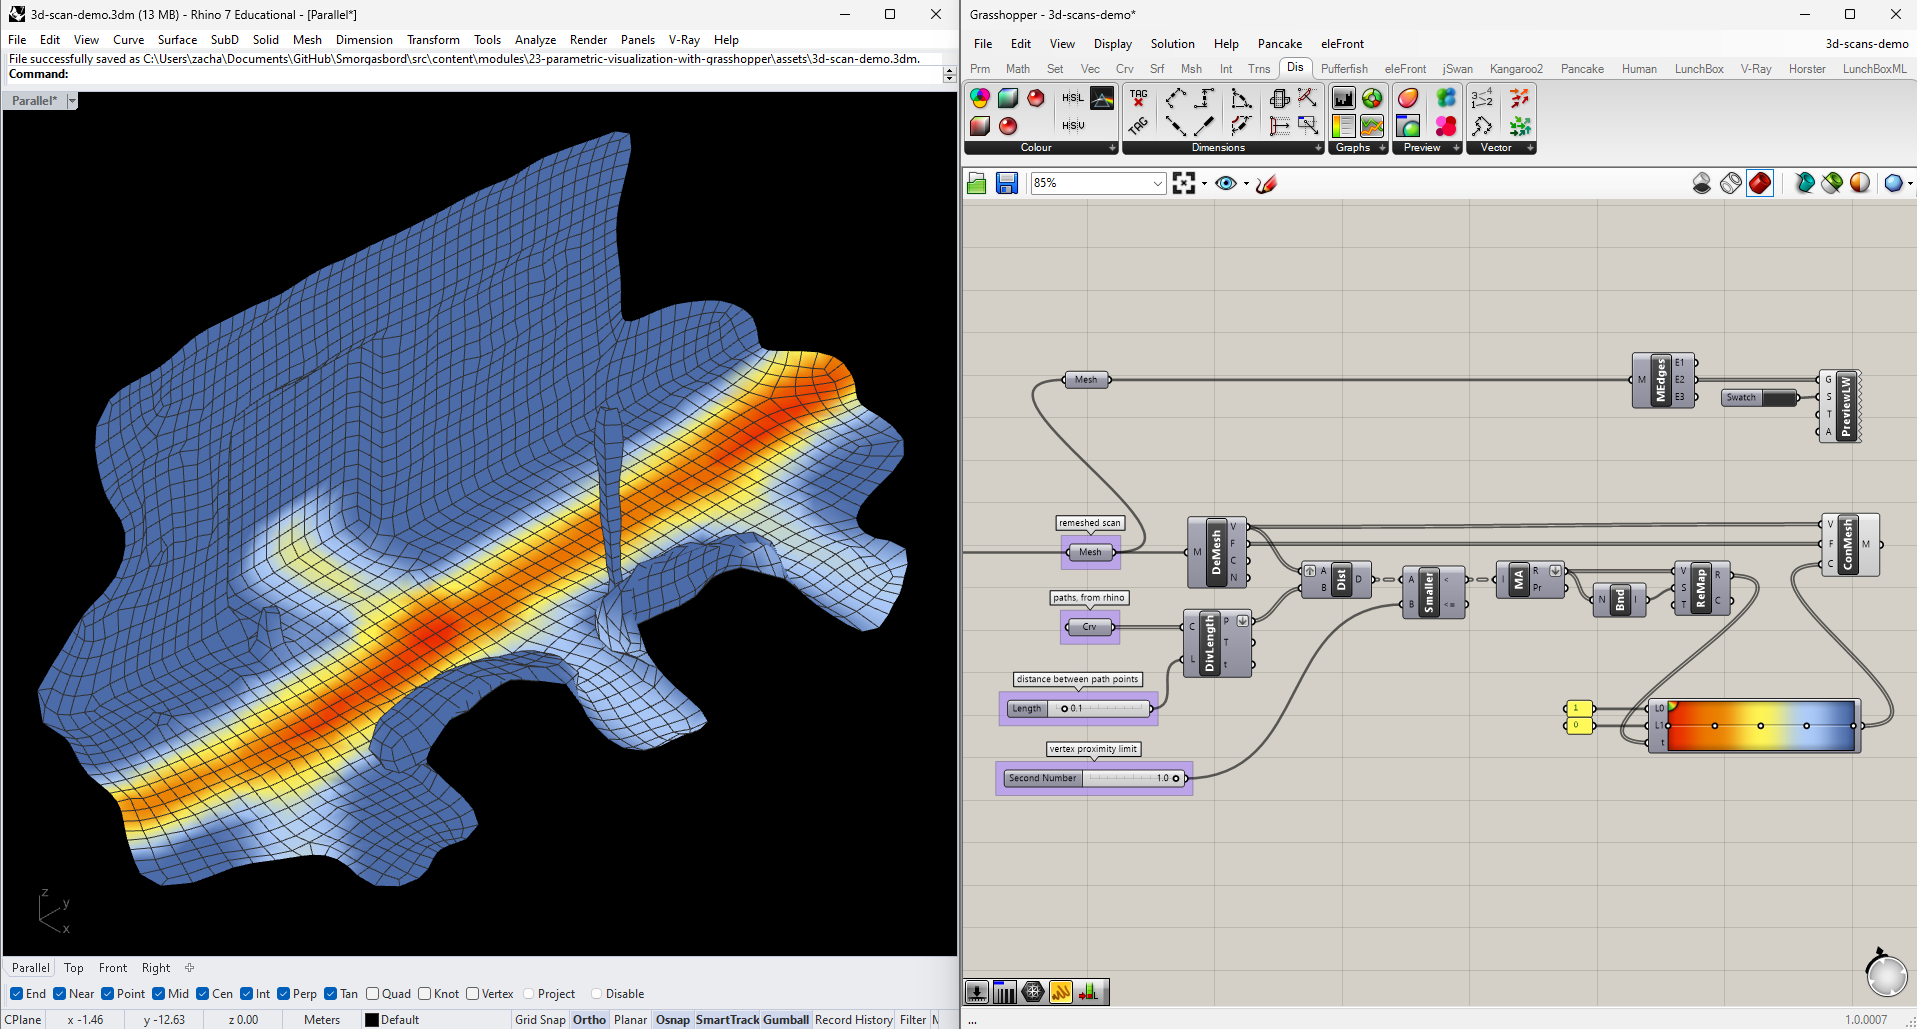 3d-scan-demo.3dm (13 MB) - Rhino 7 Educational - [Parallel*]
File Edit View Curve Surface SubD Solid Mesh Dimension Transform Tools Analyze Render Panels V-Ray Help
File successfully saved as C:\Users\zacha\Documents\GitHub\Smorgasbord\src\content\modules\23-parametric-visualization-with-grasshopper\assets\3d-scan-demo.3dm.
Command:
Parallel*
z
y
x
Parallel Top Front Right
End Near Point Mid Cen Int Perp Tan Quad Knot Vertex Project Disable
CPlane x -1.46 y -12.63 z 0.00 Meters Default Grid Snap Ortho Planar Osnap SmartTrack Gumball Record History Filter
Grasshopper - 3d-scans-demo*
File Edit View Display Solution Help Pancake eleFront 3d-scans-demo
Prm Math Set Vec Crv Srf Msh Int Trns Dis Pufferfish eleFront jSwan Kangaroo2 Pancake Human LunchBox V-Ray Horster LunchBoxML
HSL
TAG
HSU
TAG
Colour Dimensions Graphs Preview Vector
85%
Mesh
M MEdges E1 E2 E3
Swatch
G S T A PreviewLW
remeshed scan
Mesh
M DeMesh V F C N
V F C ConMesh M
A B Dist D
A B Smaller < <=
I MA R Pr
N Bnd I
V S T ReMap R C
paths, from rhino
Crv
C L DivLength P T t
distance between path points
Length 0.1
vertex proximity limit
Second Number 1.0
1
0
L0
L1
t
...
1.0.0007